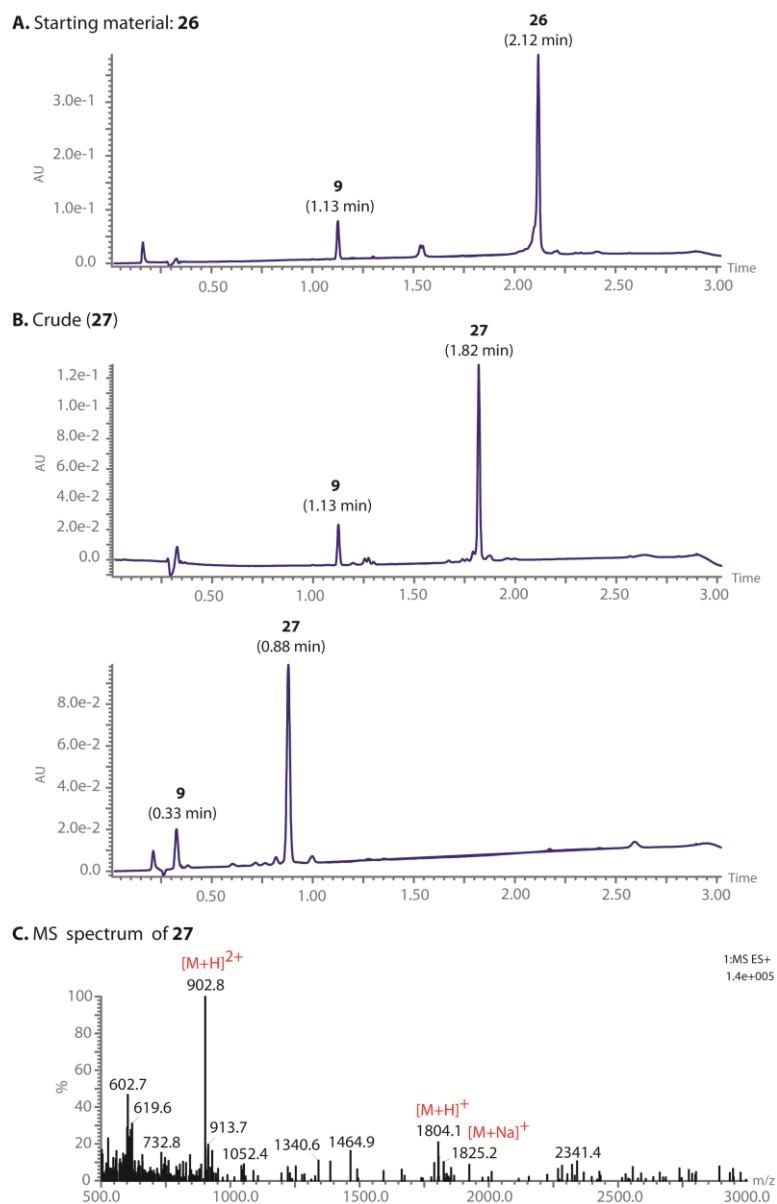 A. Starting material: 26
26
(2.12 min)
3.0e-1
2.0e-1
1.0e-1
0.0
AU
9
(1.13 min)
0.50
1.00
1.50
2.00
2.50
3.00
Time
B. Crude (27)
27
(1.82 min)
1.2e-1
1.0e-1
8.0e-2
6.0e-2
4.0e-2
2.0e-2
0.0
AU
9
(1.13 min)
0.50
1.00
1.50
2.00
2.50
3.00
Time
27
(0.88 min)
8.0e-2
6.0e-2
4.0e-2
2.0e-2
0.0
AU
9
(0.33 min)
0.50
1.00
1.50
2.00
2.50
3.00
Time
C. MS spectrum of 27
[M+H]2+
902.8
1:MS ES+
1.4e+005
100
80
60
40
20
0
%
602.7
619.6
732.8
913.7
1052.4
1340.6
1464.9
[M+H]+
1804.1
[M+Na]+
1825.2
2341.4
500.0
1000.0
1500.0
2000.0
2500.0
3000.0
m/z